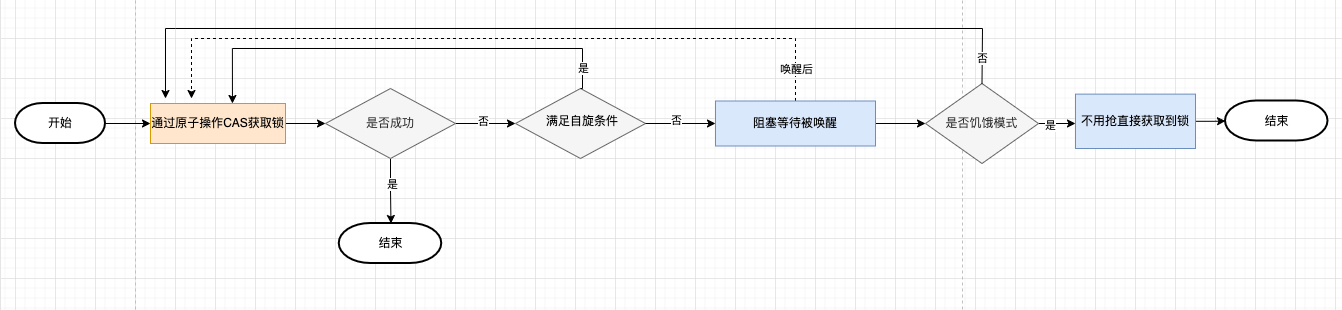 否
是
唤醒后
开始
通过原子操作CAS获取锁
是否成功
否
满足自旋条件
否
阻塞等待被唤醒
是否饥饿模式
是
不用抢直接获取到锁
结束
是
结束